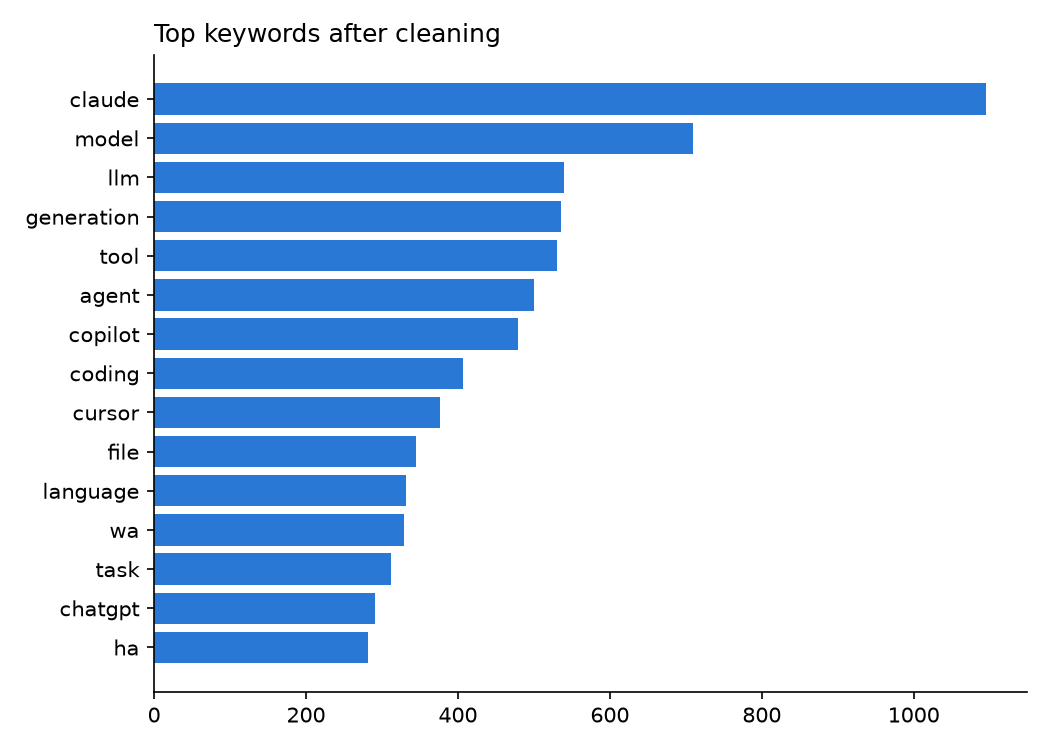 Top keywords after cleaning
claude
model
llm
generation
tool
agent
copilot
coding
cursor
file
language
wa
task
chatgpt
ha
0 200 400 600 800 1000